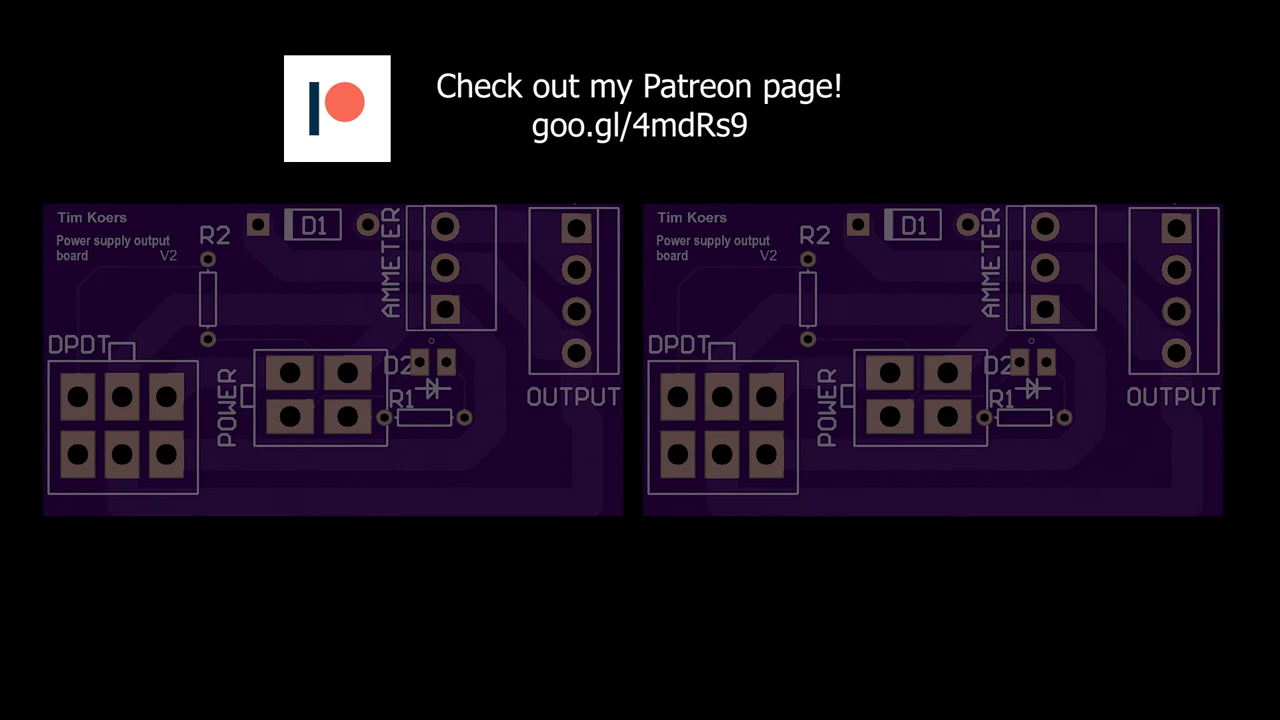 Check out my Patreon page!
goo.gl/4mdRs9
Tim Koers
Power supply output
board V2
R2
D1
AMMETER
DPDT
POWER
D2
R1
OUTPUT
Tim Koers
Power supply output
board V2
R2
D1
AMMETER
DPDT
POWER
D2
R1
OUTPUT